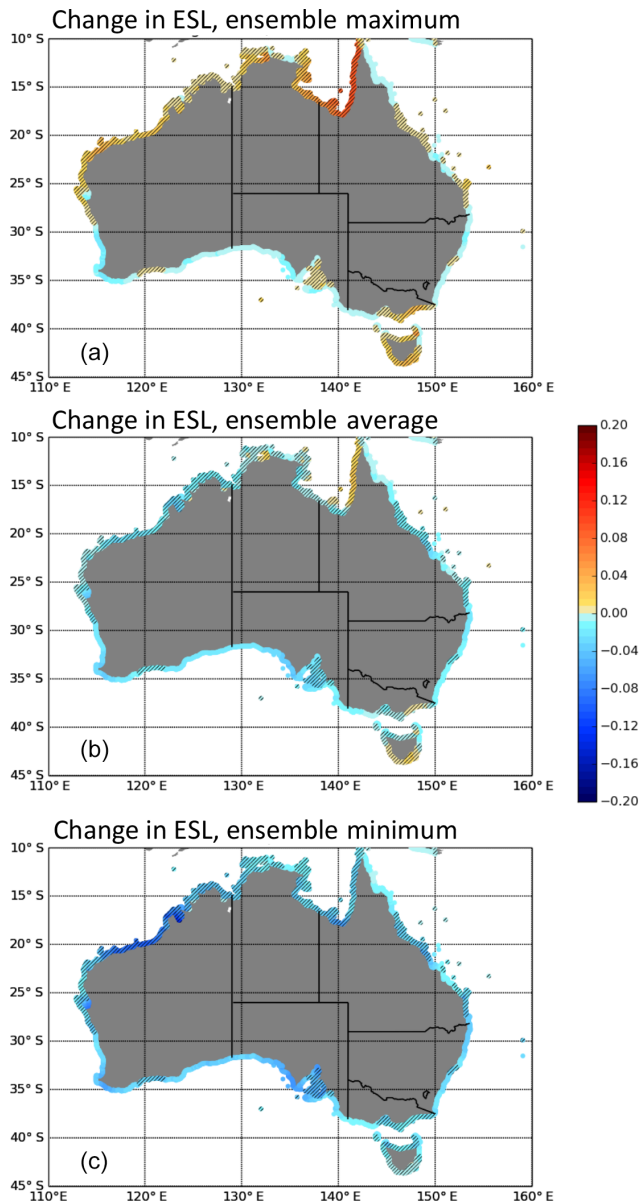 Change in ESL, ensemble maximum
10° S
15° S
20° S
25° S
30° S
35° S
40° S
45° S
(a)
110° E 120° E 130° E 140° E 150° E 160° E
Change in ESL, ensemble average
10° S
15° S
20° S
25° S
30° S
35° S
40° S
45° S
(b)
110° E 120° E 130° E 140° E 150° E 160° E
0.20
0.16
0.12
0.08
0.04
0.00
−0.04
−0.08
−0.12
−0.16
−0.20
Change in ESL, ensemble minimum
10° S
15° S
20° S
25° S
30° S
35° S
40° S
45° S
(c)
110° E 120° E 130° E 140° E 150° E 160° E